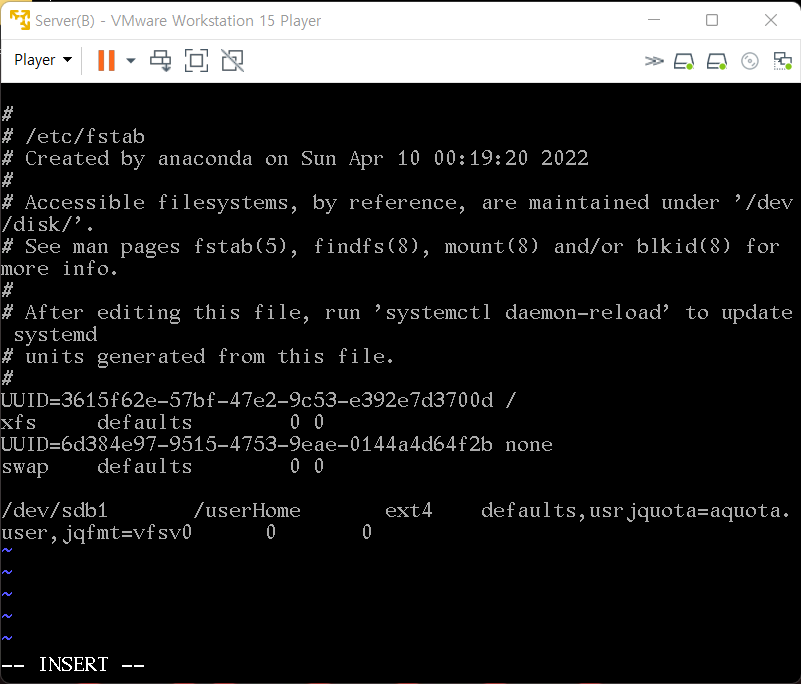 Server(B) - VMware Workstation 15 Player
Player
#
# /etc/fstab
# Created by anaconda on Sun Apr 10 00:19:20 2022
#
# Accessible filesystems, by reference, are maintained under '/dev
/disk/'.
# See man pages fstab(5), findfs(8), mount(8) and/or blkid(8) for
more info.
#
# After editing this file, run 'systemctl daemon-reload' to update
 systemd
# units generated from this file.
#
UUID=3615f62e-57bf-47e2-9c53-e392e7d3700d /
xfs     defaults        0 0
UUID=6d384e97-9515-4753-9eae-0144a4d64f2b none
swap    defaults        0 0

/dev/sdb1       /userHome       ext4    defaults,usrjquota=aquota.
user,jqfmt=vfsv0      0       0
~
~
~
~
~
-- INSERT --